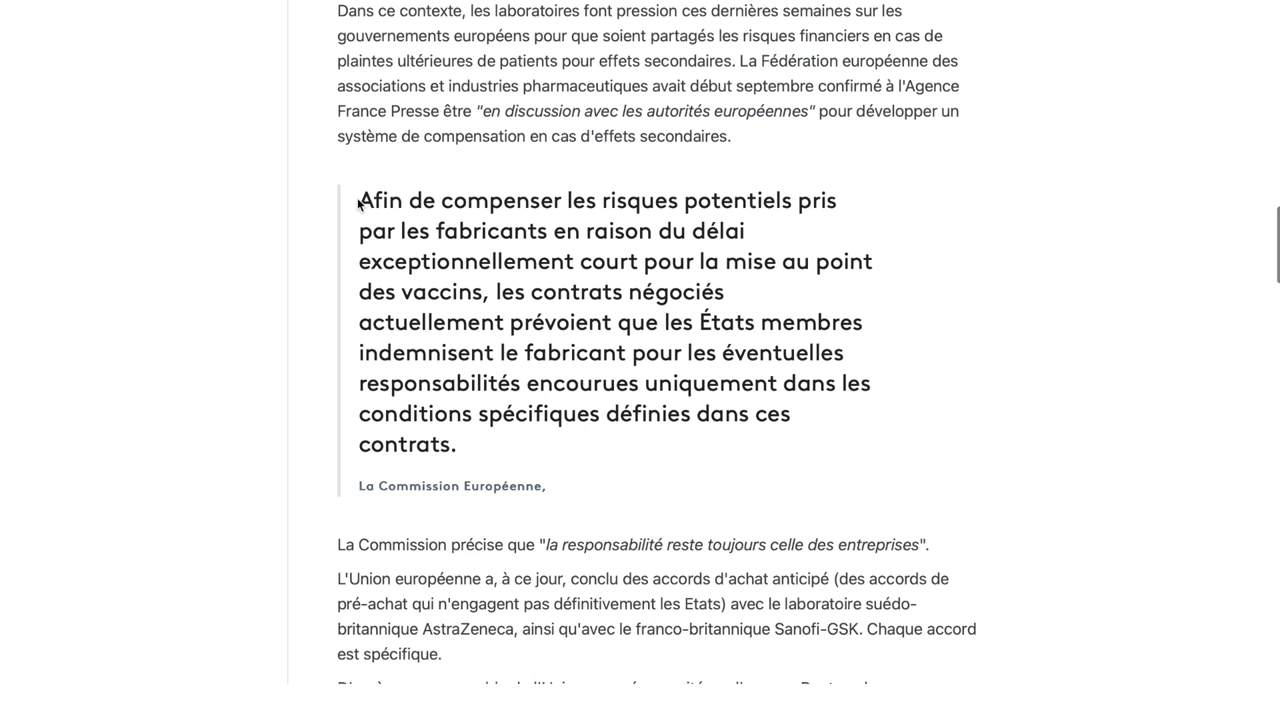 Dans ce contexte, les laboratoires font pression ces dernières semaines sur les
gouvernements européens pour que soient partagés les risques financiers en cas de
plaintes ultérieures de patients pour effets secondaires. La Fédération européenne des
associations et industries pharmaceutiques avait début septembre confirmé à l'Agence
France Presse être "en discussion avec les autorités européennes" pour développer un
système de compensation en cas d'effets secondaires.
Afin de compenser les risques potentiels pris
par les fabricants en raison du délai
exceptionnellement court pour la mise au point
des vaccins, les contrats négociés
actuellement prévoient que les États membres
indemnisent le fabricant pour les éventuelles
responsabilités encourues uniquement dans les
conditions spécifiques définies dans ces
contrats.
La Commission Européenne,
La Commission précise que "la responsabilité reste toujours celle des entreprises".
L'Union européenne a, à ce jour, conclu des accords d'achat anticipé (des accords de
pré-achat qui n'engagent pas définitivement les Etats) avec le laboratoire suédo-
britannique AstraZeneca, ainsi qu'avec le franco-britannique Sanofi-GSK. Chaque accord
est spécifique.